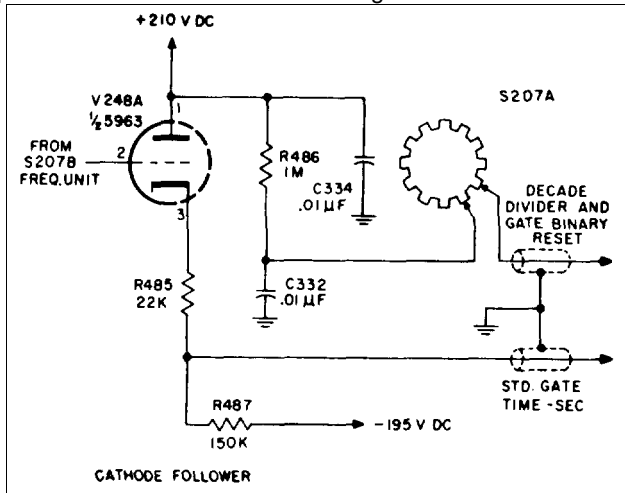 +210 V DC
V248A
1
½ 5963
S207A
FROM
S207B
FREQ. UNIT
2
3
R486
1M
C334
.01µF
DECADE
DIVIDER AND
GATE BINARY
RESET
R485
22K
C332
.01µF
STD. GATE
TIME - SEC
R487
150K
-195 V DC
CATHODE FOLLOWER